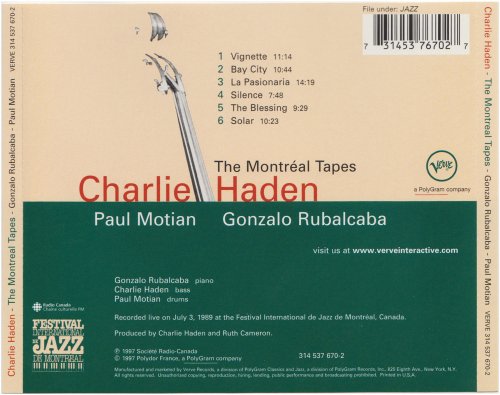 Charlie Haden - The Montreal Tapes - Gonzalo Rubalcaba - Paul Motian VERVE 314 537 670-2
File under: JAZZ
7 31453 76702 7
1 Vignette 11:14
2 Bay City 10:44
3 La Pasionaria 14:19
4 Silence 7:48
5 The Blessing 9:29
6 Solar 10:23
Verve
a PolyGram company
The Montréal Tapes
Charlie Haden
Paul Motian Gonzalo Rubalcaba
visit us at www.verveinteractive.com
Gonzalo Rubalcaba piano
Charlie Haden bass
Paul Motian drums
Recorded live on July 3, 1989 at the Festival International de Jazz de Montréal, Canada.
Produced by Charlie Haden and Ruth Cameron.
Radio Canada
Chaîne culturelle FM
FESTIVAL
INTERNATIONAL
DE JAZZ
DE MONTREAL
℗ 1997 Société Radio-Canada
© 1997 Polydor France, a PolyGram company
314 537 670-2
Manufactured and marketed by Verve Records, a division of PolyGram Classics and Jazz, a division of PolyGram Records, Inc., 825 Eighth Ave., New York, N.Y.
All rights reserved. Unauthorized copying, reproduction, hiring, lending, public performance and broadcasting prohibited. Printed in U.S.A.
Charlie Haden - The Montreal Tapes - Gonzalo Rubalcaba - Paul Motian VERVE 314 537 670-2